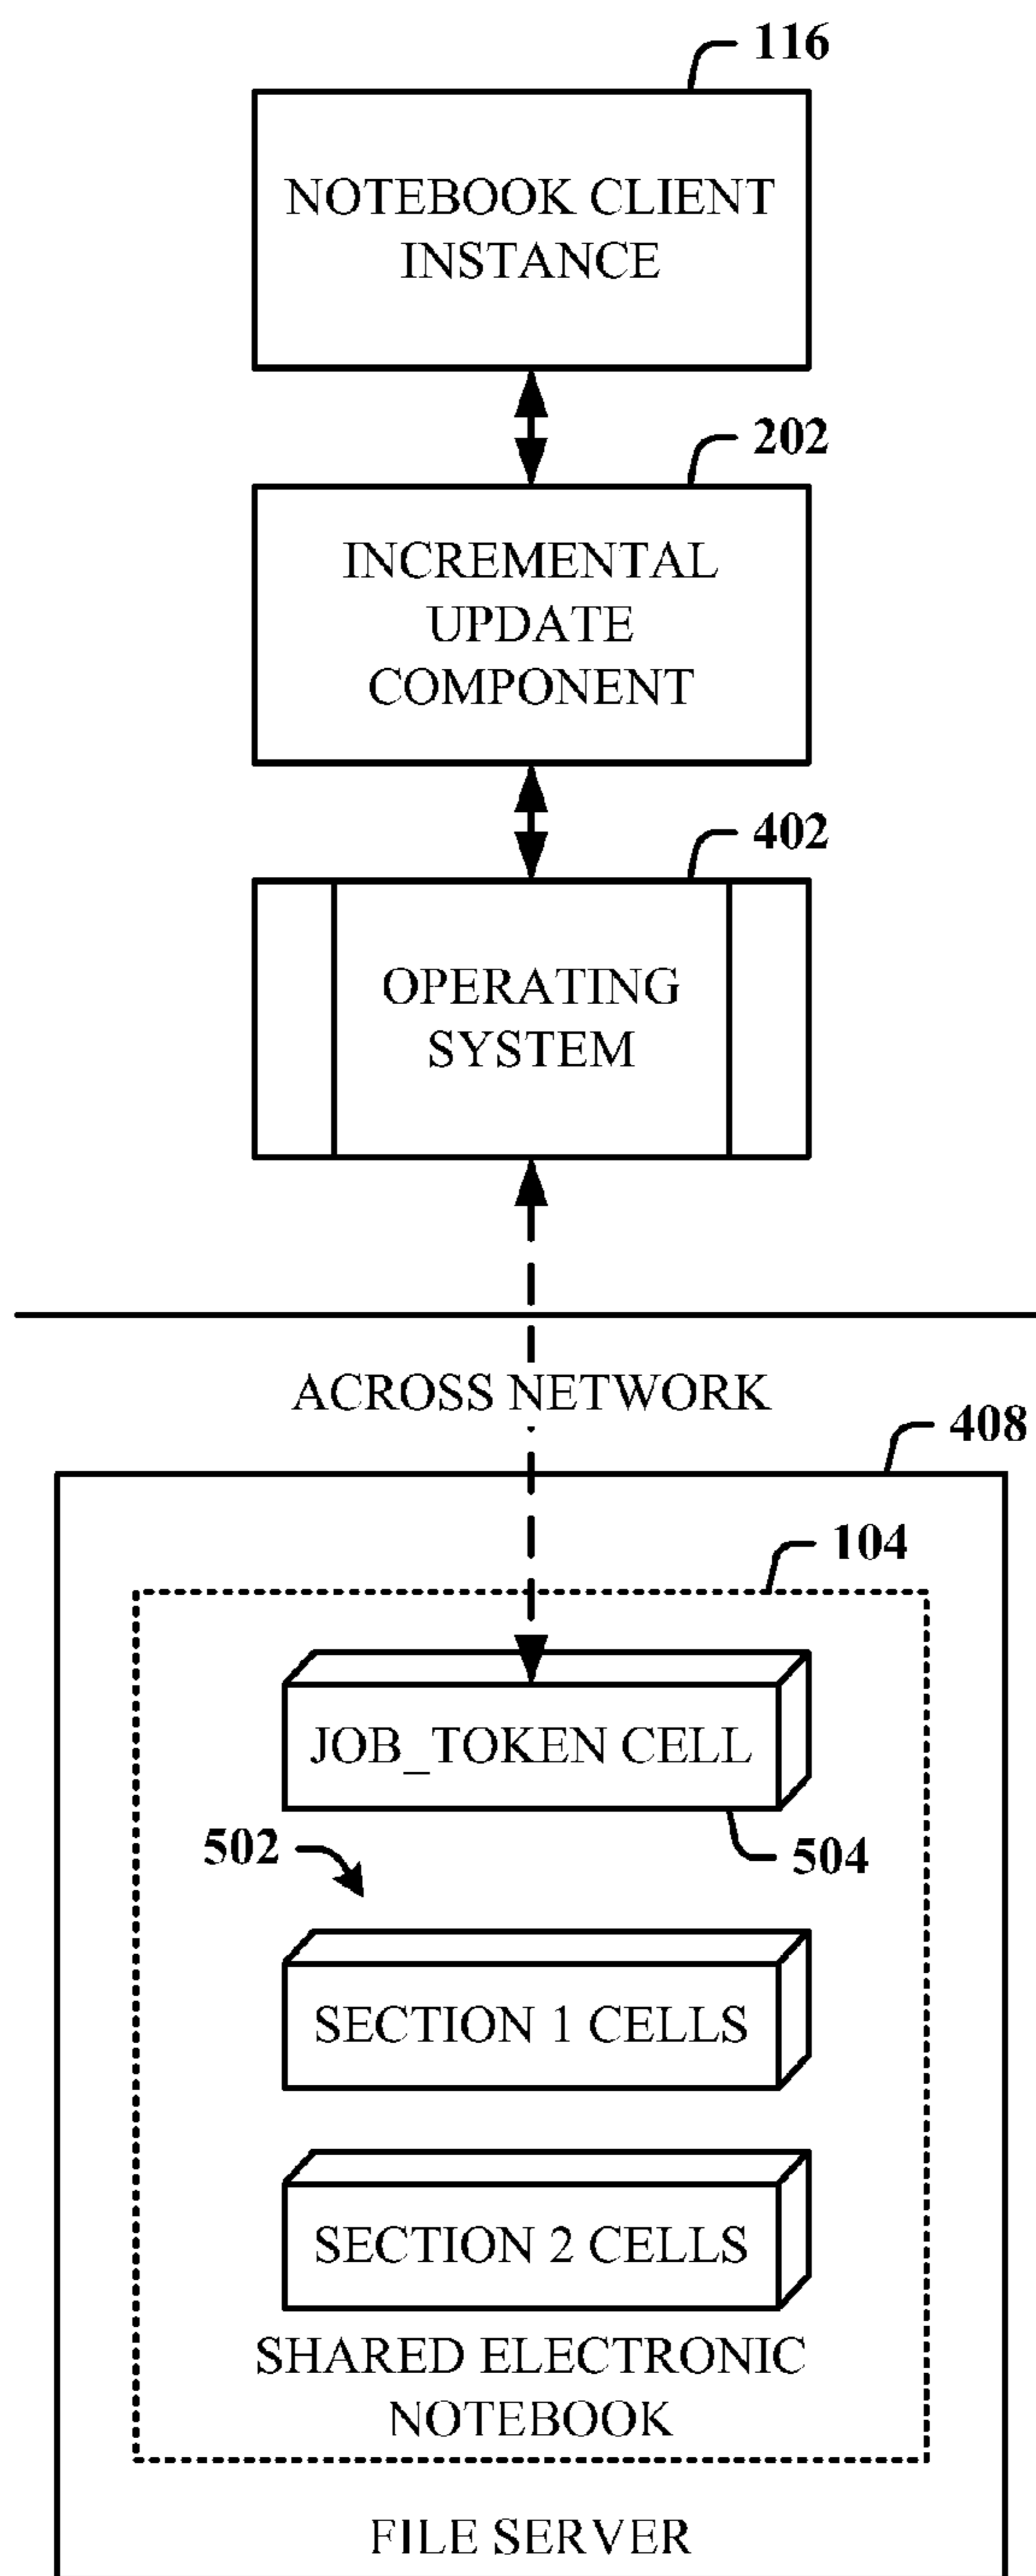 116
NOTEBOOK CLIENT
INSTANCE
202
INCREMENTAL
UPDATE
COMPONENT
402
OPERATING
SYSTEM
ACROSS NETWORK
408
104
JOB_TOKEN CELL
502
504
SECTION 1 CELLS
SECTION 2 CELLS
SHARED ELECTRONIC
NOTEBOOK
FILE SERVER